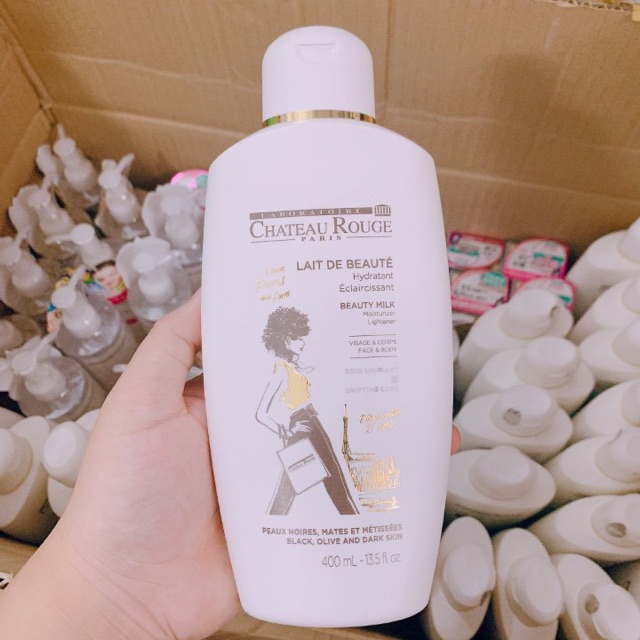 LABORATOIRE
CHATEAU ROUGE
PARIS
LAIT DE BEAUTÉ
Hydratant
Éclaircissant
BEAUTY MILK
Moisturizer
Lightener
VISAGE & CORPS
FACE & BODY
PEAUX NOIRES, MATES ET MÉTISSÉES
BLACK, OLIVE AND DARK SKIN
400 mL - 13.5 fl. oz.